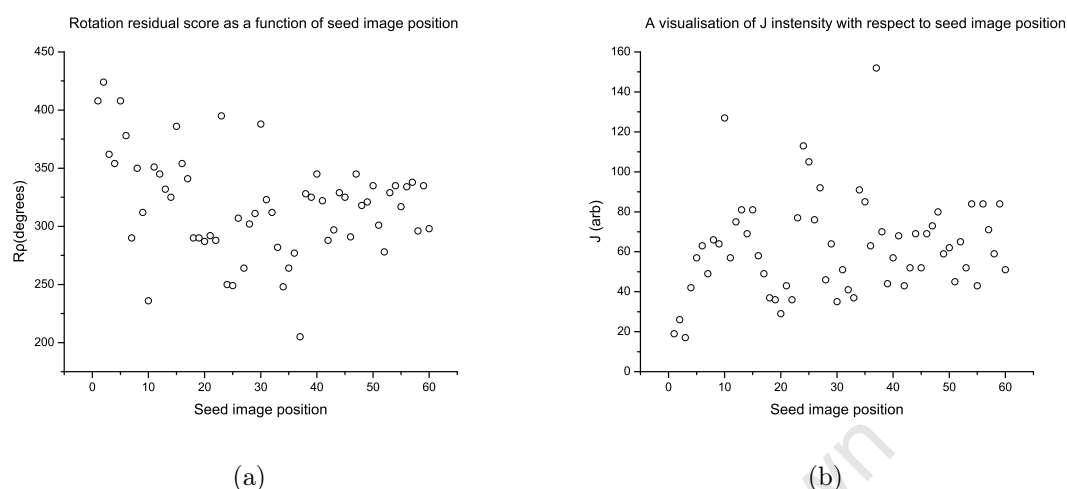 Rotation residual score as a function of seed image position
450
400
350
300
250
200
Rρ(degrees)
0 10 20 30 40 50 60
Seed image position
(a)
A visualisation of J instensity with respect to seed image position
160
140
120
100
80
60
40
20
0
J (arb)
0 10 20 30 40 50 60
Seed image position
(b)
wn